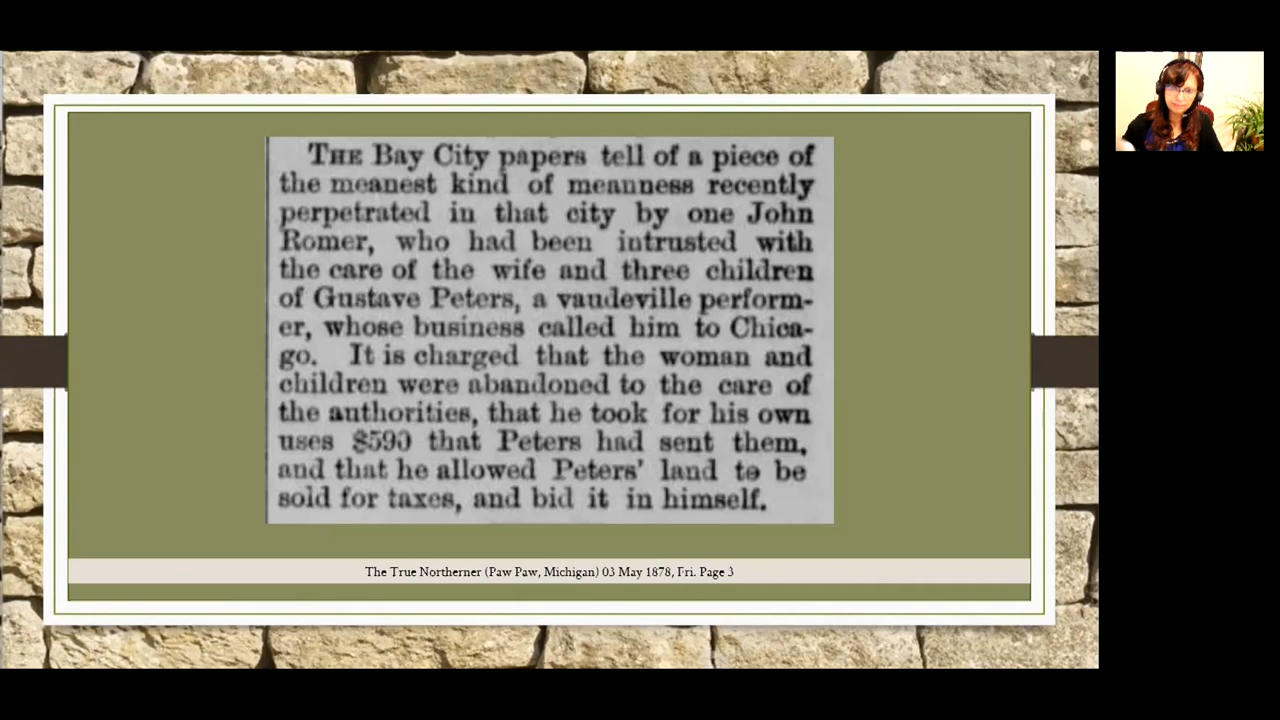 THE Bay City papers tell of a piece of
the meanest kind of meanness recently
perpetrated in that city by one John
Romer, who had been intrusted with
the care of the wife and three children
of Gustave Peters, a vaudeville perform-
er, whose business called him to Chica-
go. It is charged that the woman and
children were abandoned to the care of
the authorities, that he took for his own
uses $590 that Peters had sent them,
and that he allowed Peters' land to be
sold for taxes, and bid it in himself.
The True Northerner (Paw Paw, Michigan) 03 May 1878, Fri. Page 3